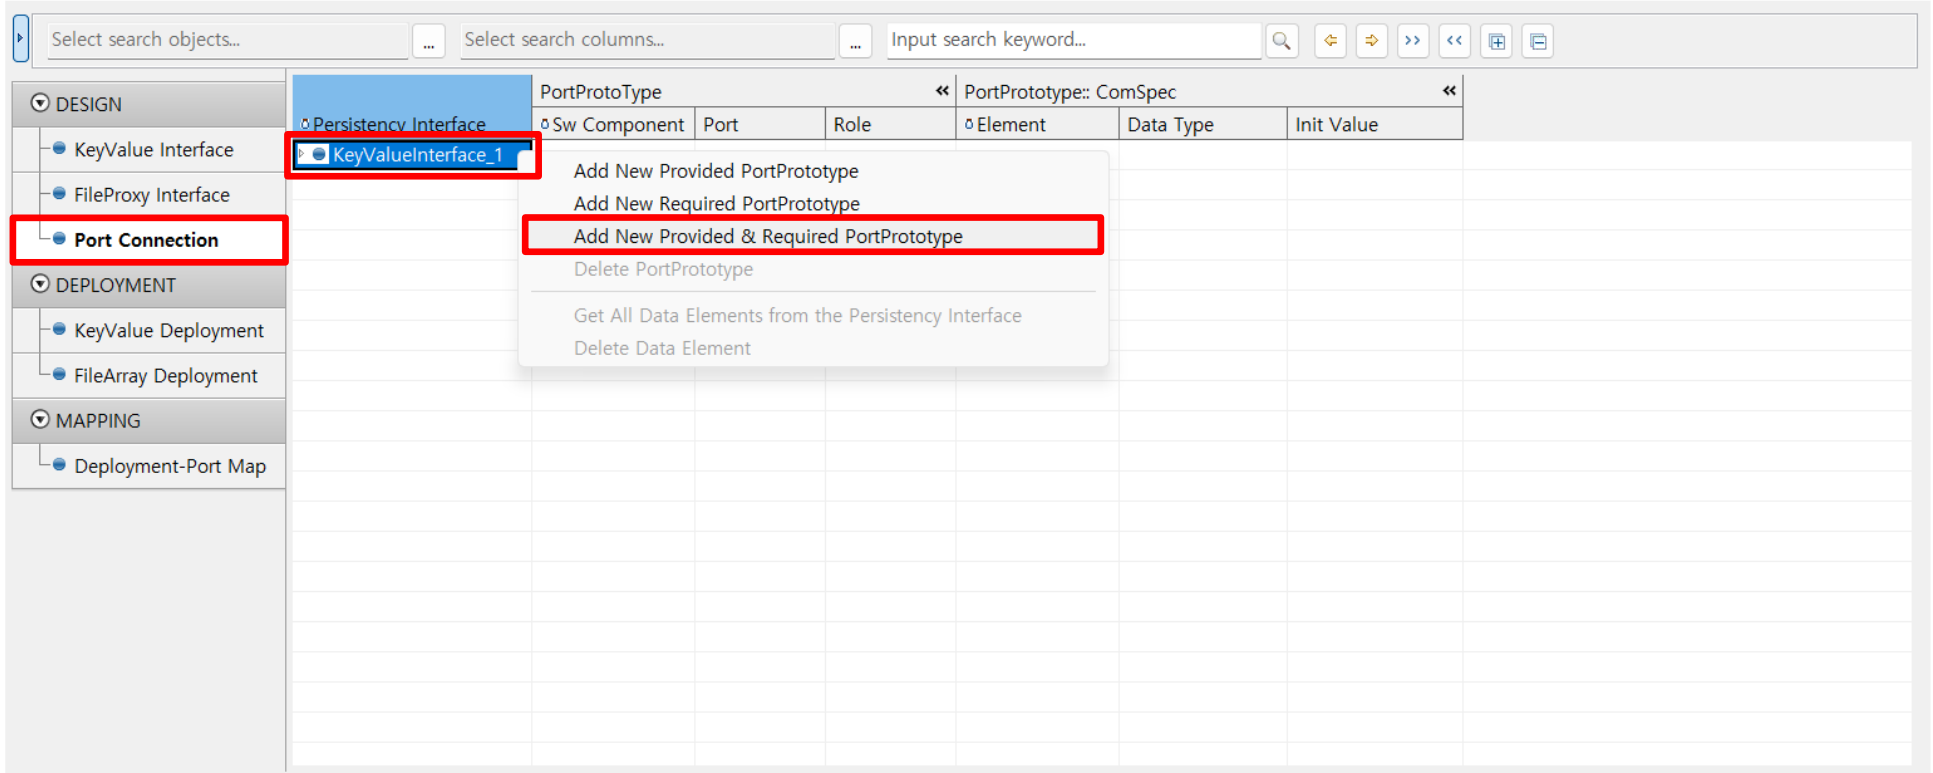 Select search objects...
...
Select search columns...
...
Input search keyword...
DESIGN
KeyValue Interface
FileProxy Interface
Port Connection
DEPLOYMENT
KeyValue Deployment
FileArray Deployment
MAPPING
Deployment-Port Map
PortProtoType
PortPrototype:: ComSpec
Persistency Interface
Sw Component
Port
Role
Element
Data Type
Init Value
KeyValueInterface_1
Add New Provided PortPrototype
Add New Required PortPrototype
Add New Provided & Required PortPrototype
Delete PortPrototype
Get All Data Elements from the Persistency Interface
Delete Data Element